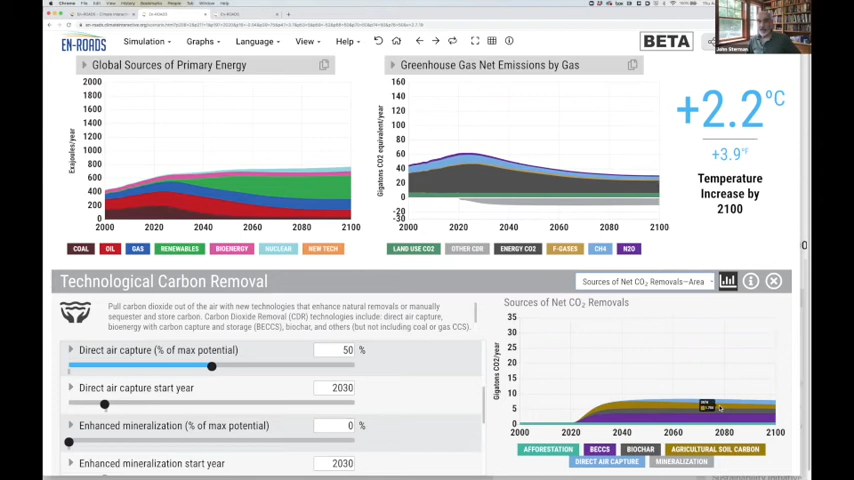 EN-ROADS
Simulation
Graphs
Language
View
Help
BETA
John Sterman
Global Sources of Primary Energy
Greenhouse Gas Net Emissions by Gas
Exajoules/year
2000
1800
1600
1400
1200
1000
800
600
400
200
0
2000 2020 2040 2060 2080 2100
COAL OIL GAS RENEWABLES BIOENERGY NUCLEAR NEW TECH
Gigatons CO2 equivalent/year
160
140
120
100
80
60
40
20
0
-20
-30
2000 2020 2040 2060 2080 2100
LAND USE CO2 OTHER CDR ENERGY CO2 F-GASES CH4 N2O
+2.2°C
+3.9°F
Temperature
Increase by
2100
Technological Carbon Removal
Sources of Net CO2 Removals—Area
Pull carbon dioxide out of the air with new technologies that enhance natural removals or manually
sequester and store carbon. Carbon Dioxide Removal (CDR) technologies include: direct air capture,
bioenergy with carbon capture and storage (BECCS), biochar, and others (but not including coal or gas CCS).
Direct air capture (% of max potential) 50 %
Direct air capture start year 2030
Enhanced mineralization (% of max potential) 0 %
Enhanced mineralization start year 2030
Sources of Net CO2 Removals
Gigatons CO2/year
35
30
25
20
15
10
5
0
2000 2020 2040 2060 2080 2100
AFFORESTATION BECCS BIOCHAR AGRICULTURAL SOIL CARBON
DIRECT AIR CAPTURE MINERALIZATION